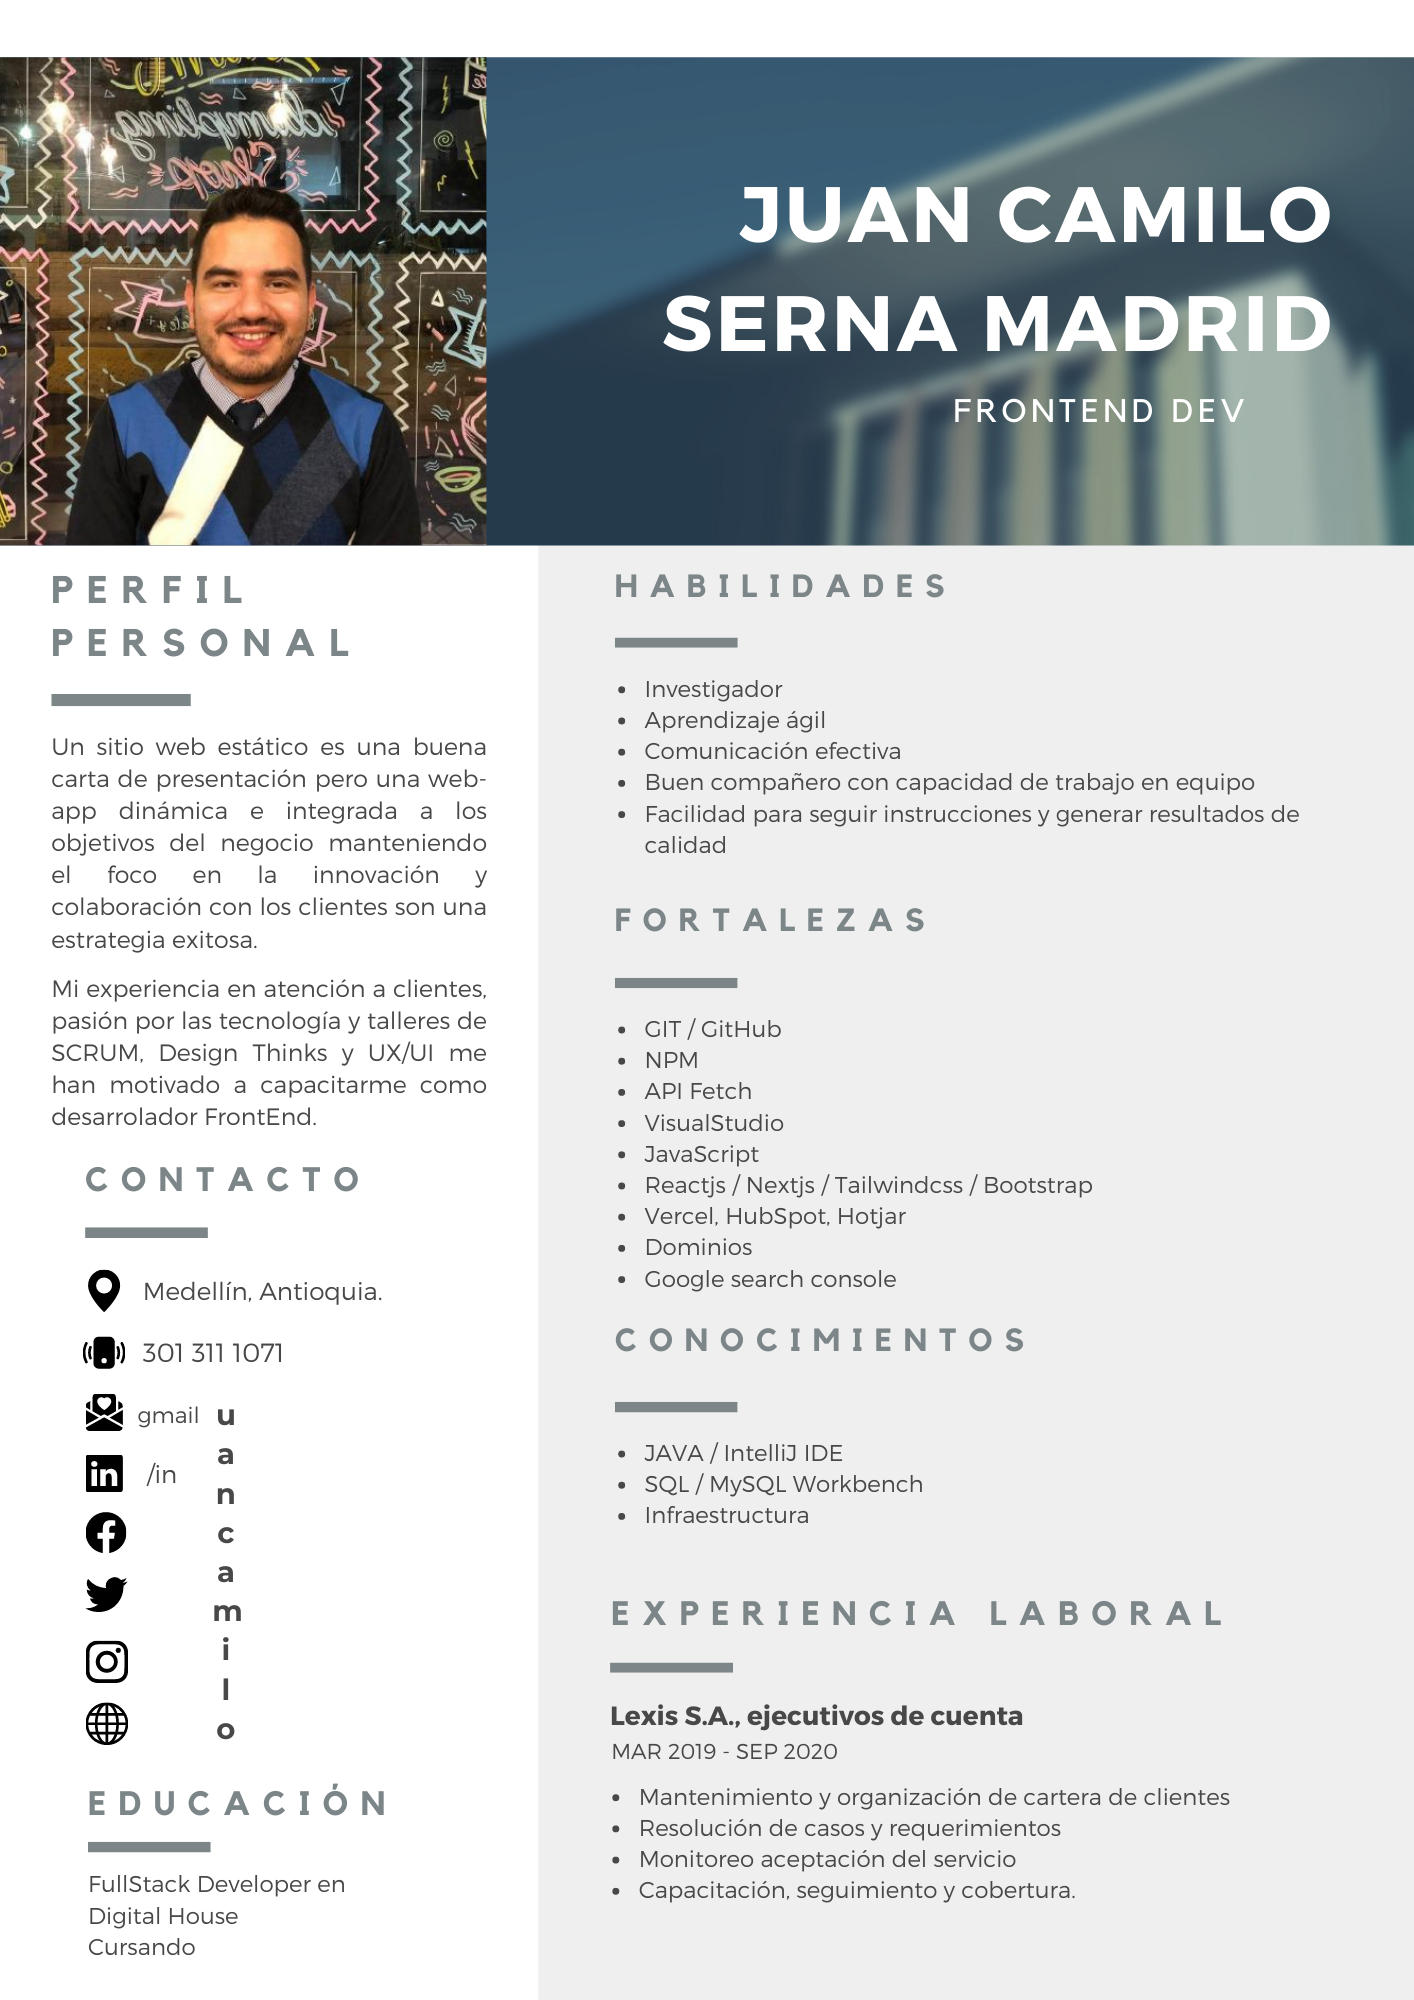 JUAN CAMILO
SERNA MADRID
FRONTEND DEV
PERFIL
PERSONAL
Un sitio web estático es una buena
carta de presentación pero una web-
app dinámica e integrada a los
objetivos del negocio manteniendo
el foco en la innovación y
colaboración con los clientes son una
estrategia exitosa.
Mi experiencia en atención a clientes,
pasión por las tecnología y talleres de
SCRUM, Design Thinks y UX/UI me
han motivado a capacitarme como
desarrolador FrontEnd.
CONTACTO
Medellín, Antioquia.
301 311 1071
gmail
/in
u
a
n
c
a
m
i
l
o
EDUCACIÓN
FullStack Developer en
Digital House
Cursando
HABILIDADES
Investigador
Aprendizaje ágil
Comunicación efectiva
Buen compañero con capacidad de trabajo en equipo
Facilidad para seguir instrucciones y generar resultados de
calidad
FORTALEZAS
GIT / GitHub
NPM
API Fetch
VisualStudio
JavaScript
Reactjs / Nextjs / Tailwindcss / Bootstrap
Vercel, HubSpot, Hotjar
Dominios
Google search console
CONOCIMIENTOS
JAVA / IntelliJ IDE
SQL / MySQL Workbench
Infraestructura
EXPERIENCIA LABORAL
Lexis S.A., ejecutivos de cuenta
MAR 2019 - SEP 2020
Mantenimiento y organización de cartera de clientes
Resolución de casos y requerimientos
Monitoreo aceptación del servicio
Capacitación, seguimiento y cobertura.